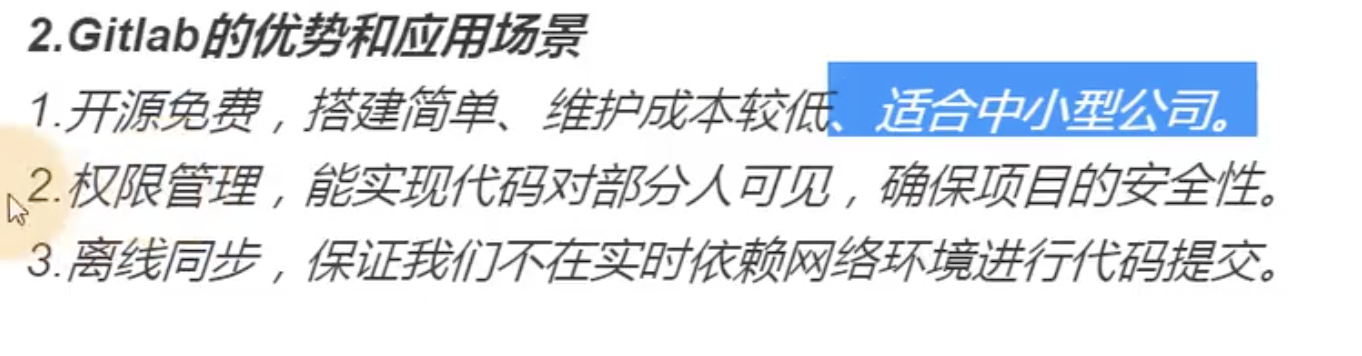 2.Gitlab的优势和应用场景
1.开源免费，搭建简单、维护成本较低、适合中小型公司。
2.权限管理，能实现代码对部分人可见，确保项目的安全性。
3.离线同步，保证我们不在实时依赖网络环境进行代码提交。